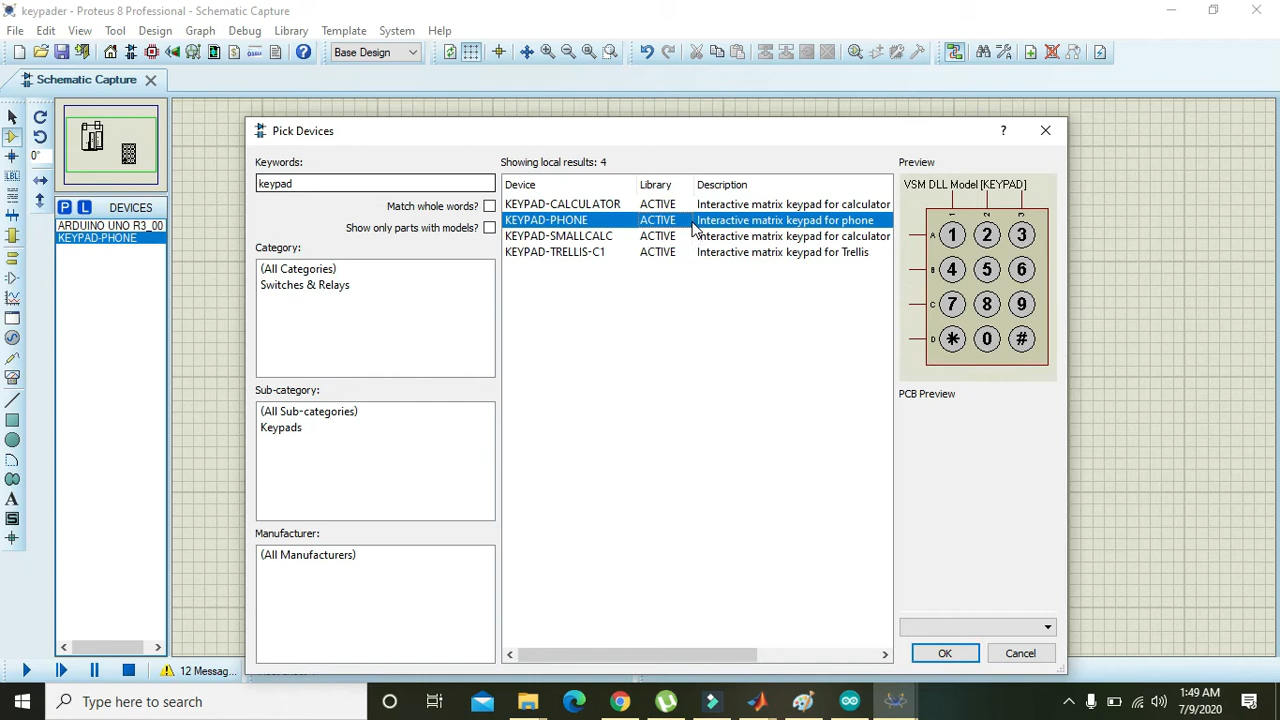 keypader - Proteus 8 Professional - Schematic Capture
File Edit View Tool Design Graph Debug Library Template System Help
Base Design
Schematic Capture
0°
P L DEVICES
ARDUINO UNO R3_00
KEYPAD-PHONE
Pick Devices
?
Keywords:
keypad
Match whole words?
Show only parts with models?
Category:
(All Categories)
Switches & Relays
Sub-category:
(All Sub-categories)
Keypads
Manufacturer:
(All Manufacturers)
Showing local results: 4
Device Library Description
KEYPAD-CALCULATOR ACTIVE Interactive matrix keypad for calculator
KEYPAD-PHONE ACTIVE Interactive matrix keypad for phone
KEYPAD-SMALLCALC ACTIVE Interactive matrix keypad for calculator
KEYPAD-TRELLIS-C1 ACTIVE Interactive matrix keypad for Trellis
Preview
VSM DLL Model [KEYPAD]
1 2 3
A 1 2 3
B 4 5 6
C 7 8 9
D * 0 #
PCB Preview
OK Cancel
12 Messag...
Type here to search
1:49 AM
7/9/2020